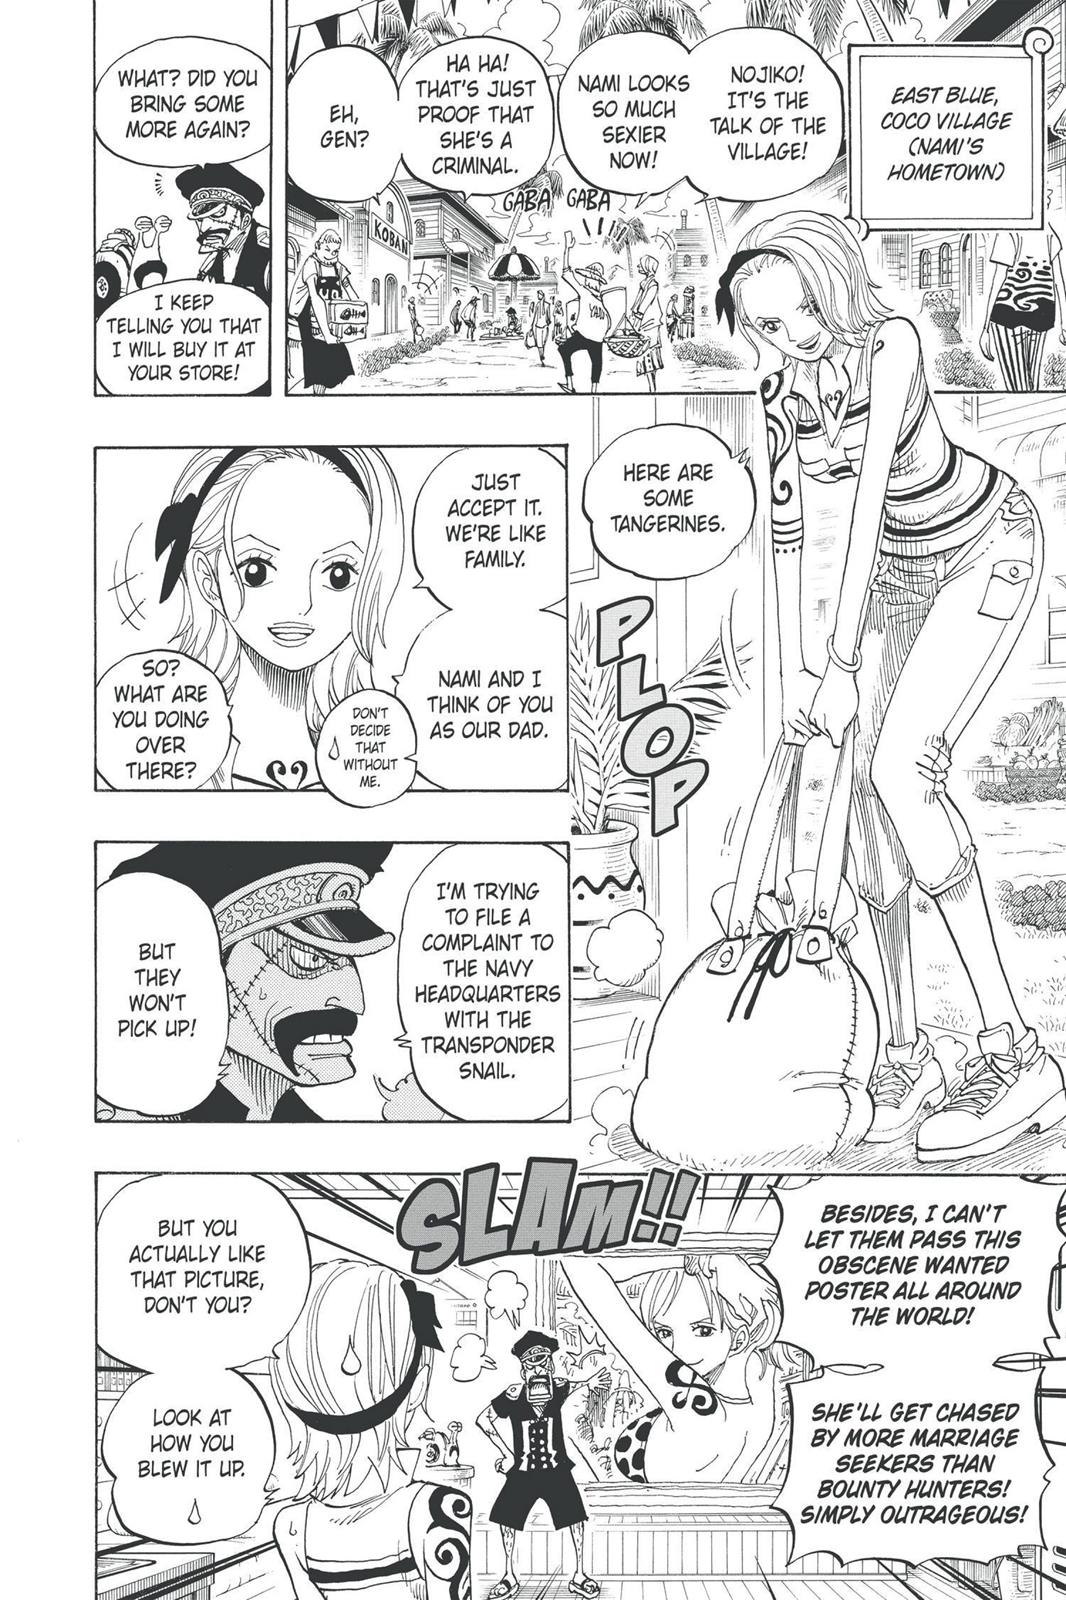 EAST BLUE,
COCO VILLAGE
(NAMI'S
HOMETOWN)
NOJIKO!
IT'S THE
TALK OF THE
VILLAGE!
NAMI LOOKS
SO MUCH
SEXIER
NOW!
HA HA!
THAT'S JUST
PROOF THAT
SHE'S A
CRIMINAL.
EH,
GEN?
GABA GABA
KOBAN
WHAT? DID YOU
BRING SOME
MORE AGAIN?
I KEEP
TELLING YOU THAT
I WILL BUY IT AT
YOUR STORE!
HERE ARE
SOME
TANGERINES.
PLOP
JUST
ACCEPT IT.
WE'RE LIKE
FAMILY.
NAMI AND I
THINK OF YOU
AS OUR DAD.
DON'T
DECIDE
THAT
WITHOUT
ME.
SO?
WHAT ARE
YOU DOING
OVER
THERE?
I'M TRYING
TO FILE A
COMPLAINT TO
THE NAVY
HEADQUARTERS
WITH THE
TRANSPONDER
SNAIL.
BUT
THEY
WON'T
PICK UP!
BESIDES, I CAN'T
LET THEM PASS THIS
OBSCENE WANTED
POSTER ALL AROUND
THE WORLD!
SHE'LL GET CHASED
BY MORE MARRIAGE
SEEKERS THAN
BOUNTY HUNTERS!
SIMPLY OUTRAGEOUS!
SLAM!!
BUT YOU
ACTUALLY LIKE
THAT PICTURE,
DON'T YOU?
LOOK AT
HOW YOU
BLEW IT UP.